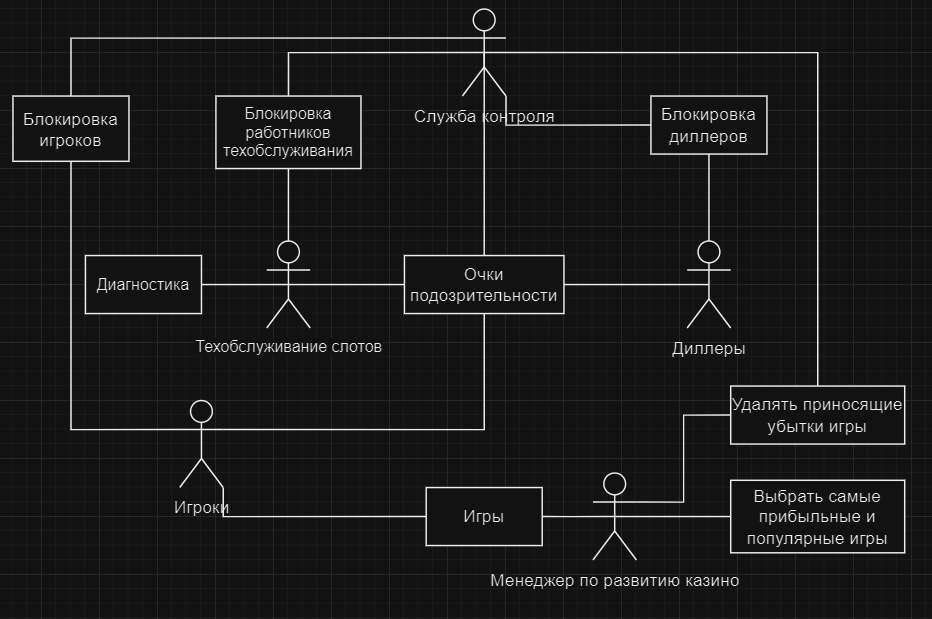 Служба контроля
Блокировка
игроков
Блокировка
работников
техобслуживания
Блокировка
диллеров
Диагностика
Очки
подозрительности
Техобслуживание слотов
Диллеры
Удалять приносящие
убытки игры
Игроки
Игры
Выбрать самые
прибыльные и
популярные игры
Менеджер по развитию казино